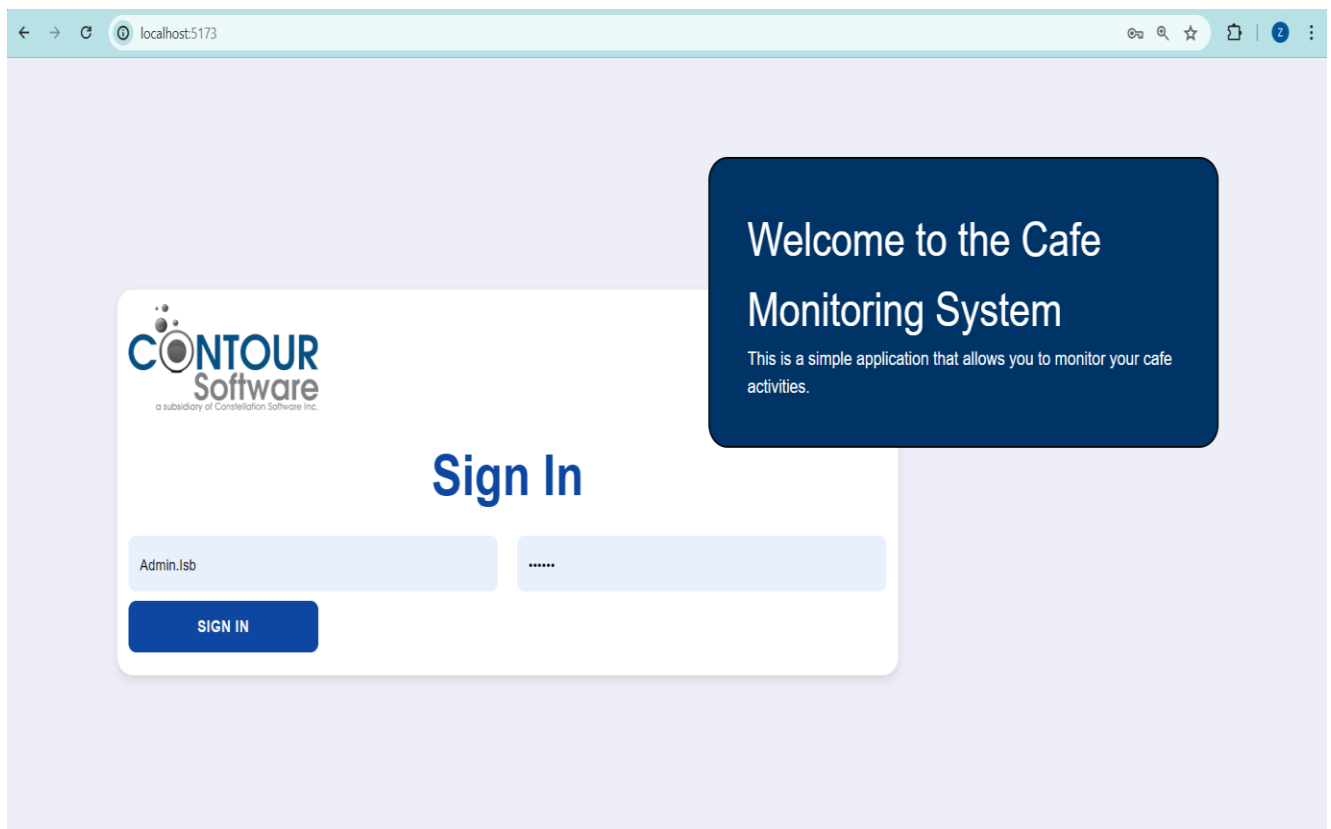 localhost:5173
Z
Welcome to the Cafe
Monitoring System
This is a simple application that allows you to monitor your cafe
activities.
CONTOUR
Software
a subsidiary of Constellation Software Inc.
Sign In
Admin.Isb
••••••
SIGN IN